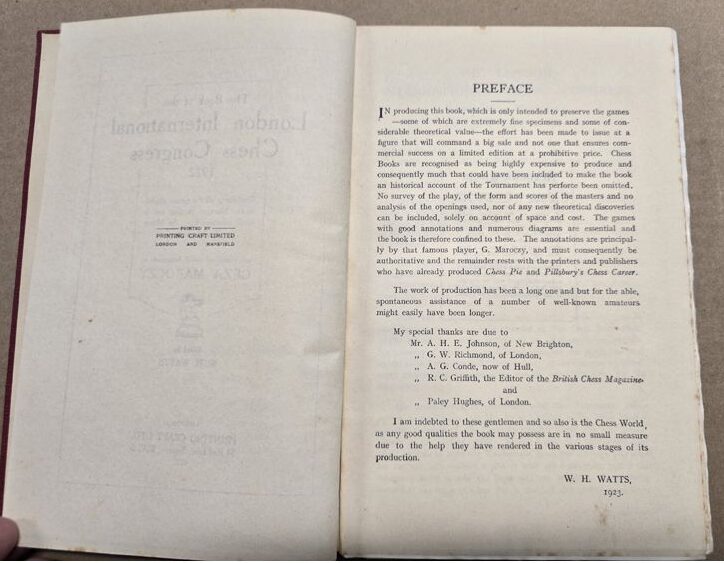 PRINTED BY
PRINTING CRAFT LIMITED
LONDON AND MANSFIELD
PREFACE
IN producing this book, which is only intended to preserve the games
—some of which are extremely fine specimens and some of con-
siderable theoretical value—the effort has been made to issue at a
figure that will command a big sale and not one that ensures com-
mercial success on a limited edition at a prohibitive price. Chess
Books are recognised as being highly expensive to produce and
consequently much that could have been included to make the book
an historical account of the Tournament has perforce been omitted.
No survey of the play, of the form and scores of the masters and no
analysis of the openings used, nor of any new theoretical discoveries
can be included, solely on account of space and cost. The games
with good annotations and numerous diagrams are essential and
the book is therefore confined to these. The annotations are principal-
ly by that famous player, G. Maroczy, and must consequently be
authoritative and the remainder rests with the printers and publishers
who have already produced Chess Pie and Pillsbury's Chess Career.
The work of production has been a long one and but for the able,
spontaneous assistance of a number of well-known amateurs
might easily have been longer.
My special thanks are due to
Mr. A. H. E. Johnson, of New Brighton,
„ G. W. Richmond, of London,
„ A. G. Conde, now of Hull,
„ R. C. Griffith, the Editor of the British Chess Magazine.
and
„ Paley Hughes, of London.
I am indebted to these gentlemen and so also is the Chess World,
as any good qualities the book may possess are in no small measure
due to the help they have rendered in the various stages of its
production.
W. H. WATTS,
1923.